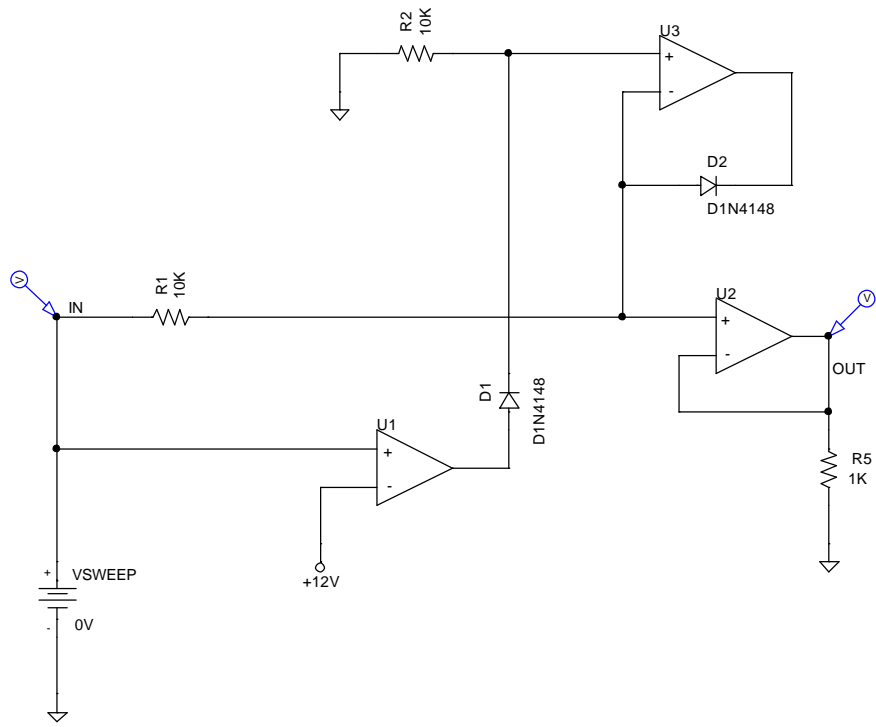 R2
10K
U3
+
-
D2
D1N4148
V
IN
R1
10K
U2
+
-
V
OUT
D1
D1N4148
U1
+
-
R5
1K
+12V
+
VSWEEP
-
0V